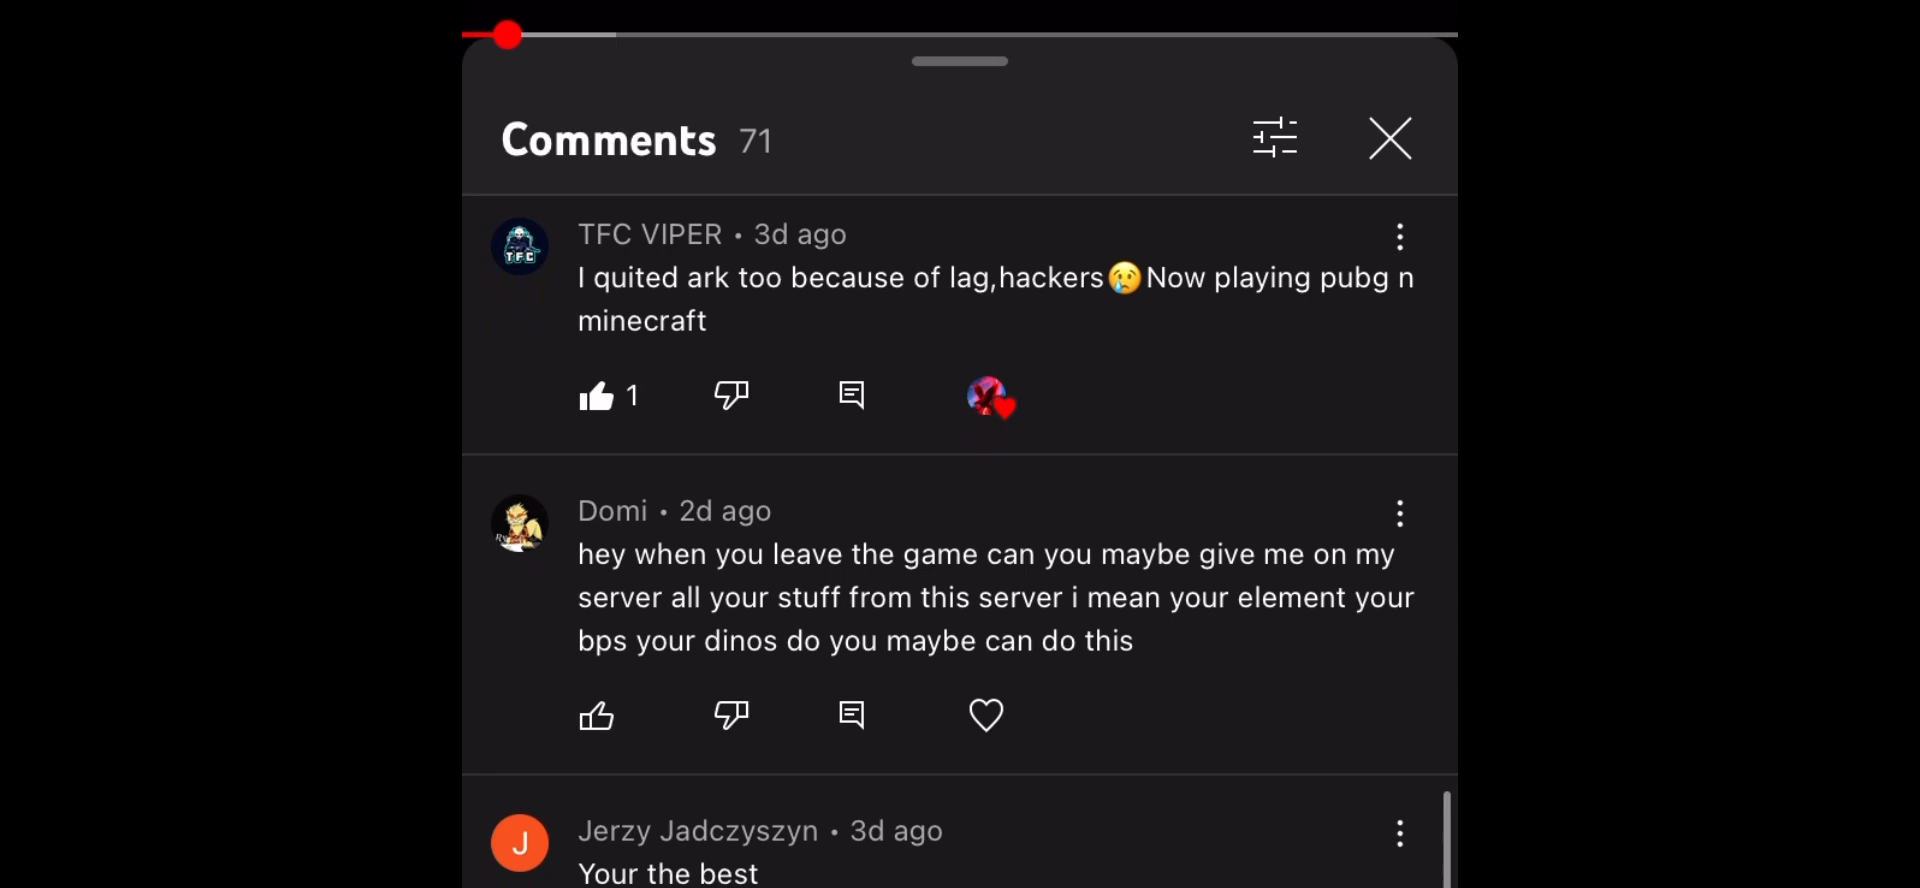 Comments 71
TFC VIPER • 3d ago
TFC
I quited ark too because of lag,hackers😢Now playing pubg n
minecraft
1
Domi • 2d ago
hey when you leave the game can you maybe give me on my
server all your stuff from this server i mean your element your
bps your dinos do you maybe can do this
J
Jerzy Jadczyszyn • 3d ago
Your the best